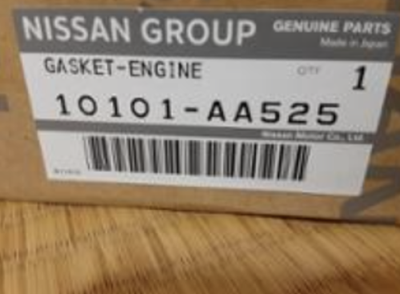 NISSAN GROUP GENUINE PARTS
Made in Japan
GASKET-ENGINE QTY 1
10101-AA525
Nissan Motor Co., Ltd.